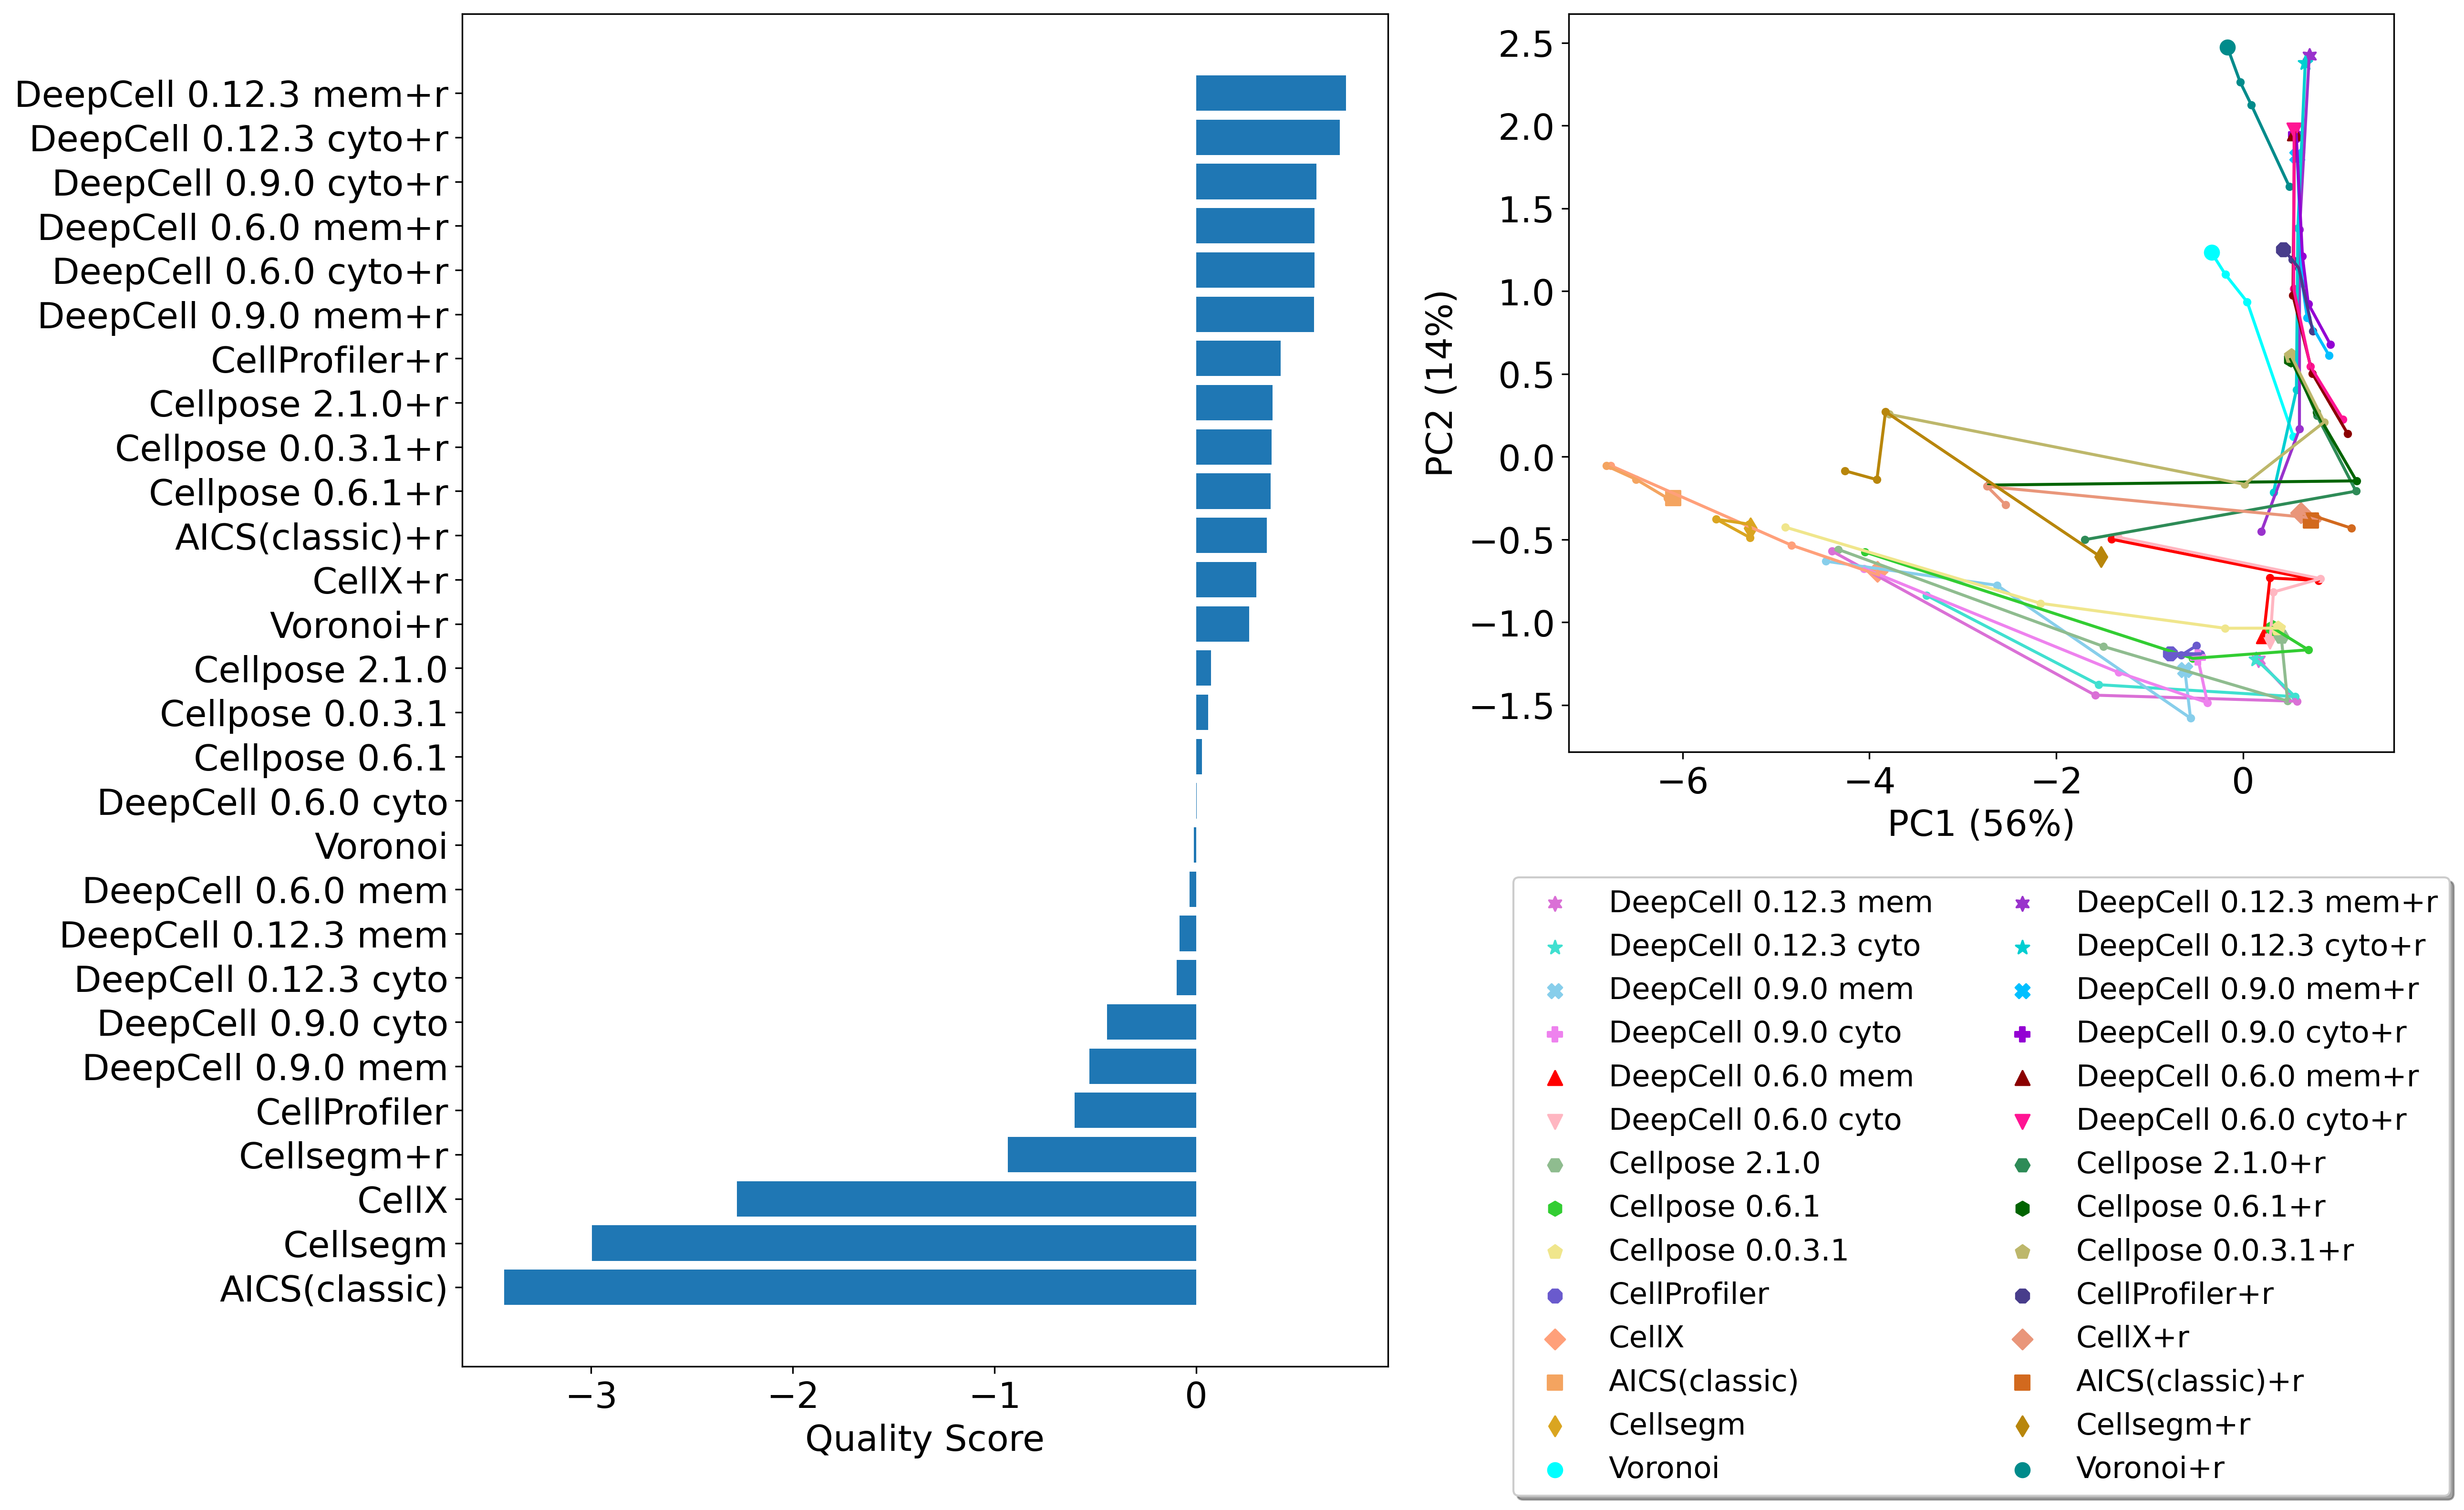 DeepCell 0.12.3 mem+r
DeepCell 0.12.3 cyto+r
DeepCell 0.9.0 cyto+r
DeepCell 0.6.0 mem+r
DeepCell 0.6.0 cyto+r
DeepCell 0.9.0 mem+r
CellProfiler+r
Cellpose 2.1.0+r
Cellpose 0.0.3.1+r
Cellpose 0.6.1+r
AICS(classic)+r
CellX+r
Voronoi+r
Cellpose 2.1.0
Cellpose 0.0.3.1
Cellpose 0.6.1
DeepCell 0.6.0 cyto
Voronoi
DeepCell 0.6.0 mem
DeepCell 0.12.3 mem
DeepCell 0.12.3 cyto
DeepCell 0.9.0 cyto
DeepCell 0.9.0 mem
CellProfiler
Cellsegm+r
CellX
Cellsegm
AICS(classic)
−3 −2 −1 0
Quality Score
PC2 (14%)
2.5
2.0
1.5
1.0
0.5
0.0
−0.5
−1.0
−1.5
−6 −4 −2 0
PC1 (56%)
DeepCell 0.12.3 mem
DeepCell 0.12.3 cyto
DeepCell 0.9.0 mem
DeepCell 0.9.0 cyto
DeepCell 0.6.0 mem
DeepCell 0.6.0 cyto
Cellpose 2.1.0
Cellpose 0.6.1
Cellpose 0.0.3.1
CellProfiler
CellX
AICS(classic)
Cellsegm
Voronoi
DeepCell 0.12.3 mem+r
DeepCell 0.12.3 cyto+r
DeepCell 0.9.0 mem+r
DeepCell 0.9.0 cyto+r
DeepCell 0.6.0 mem+r
DeepCell 0.6.0 cyto+r
Cellpose 2.1.0+r
Cellpose 0.6.1+r
Cellpose 0.0.3.1+r
CellProfiler+r
CellX+r
AICS(classic)+r
Cellsegm+r
Voronoi+r